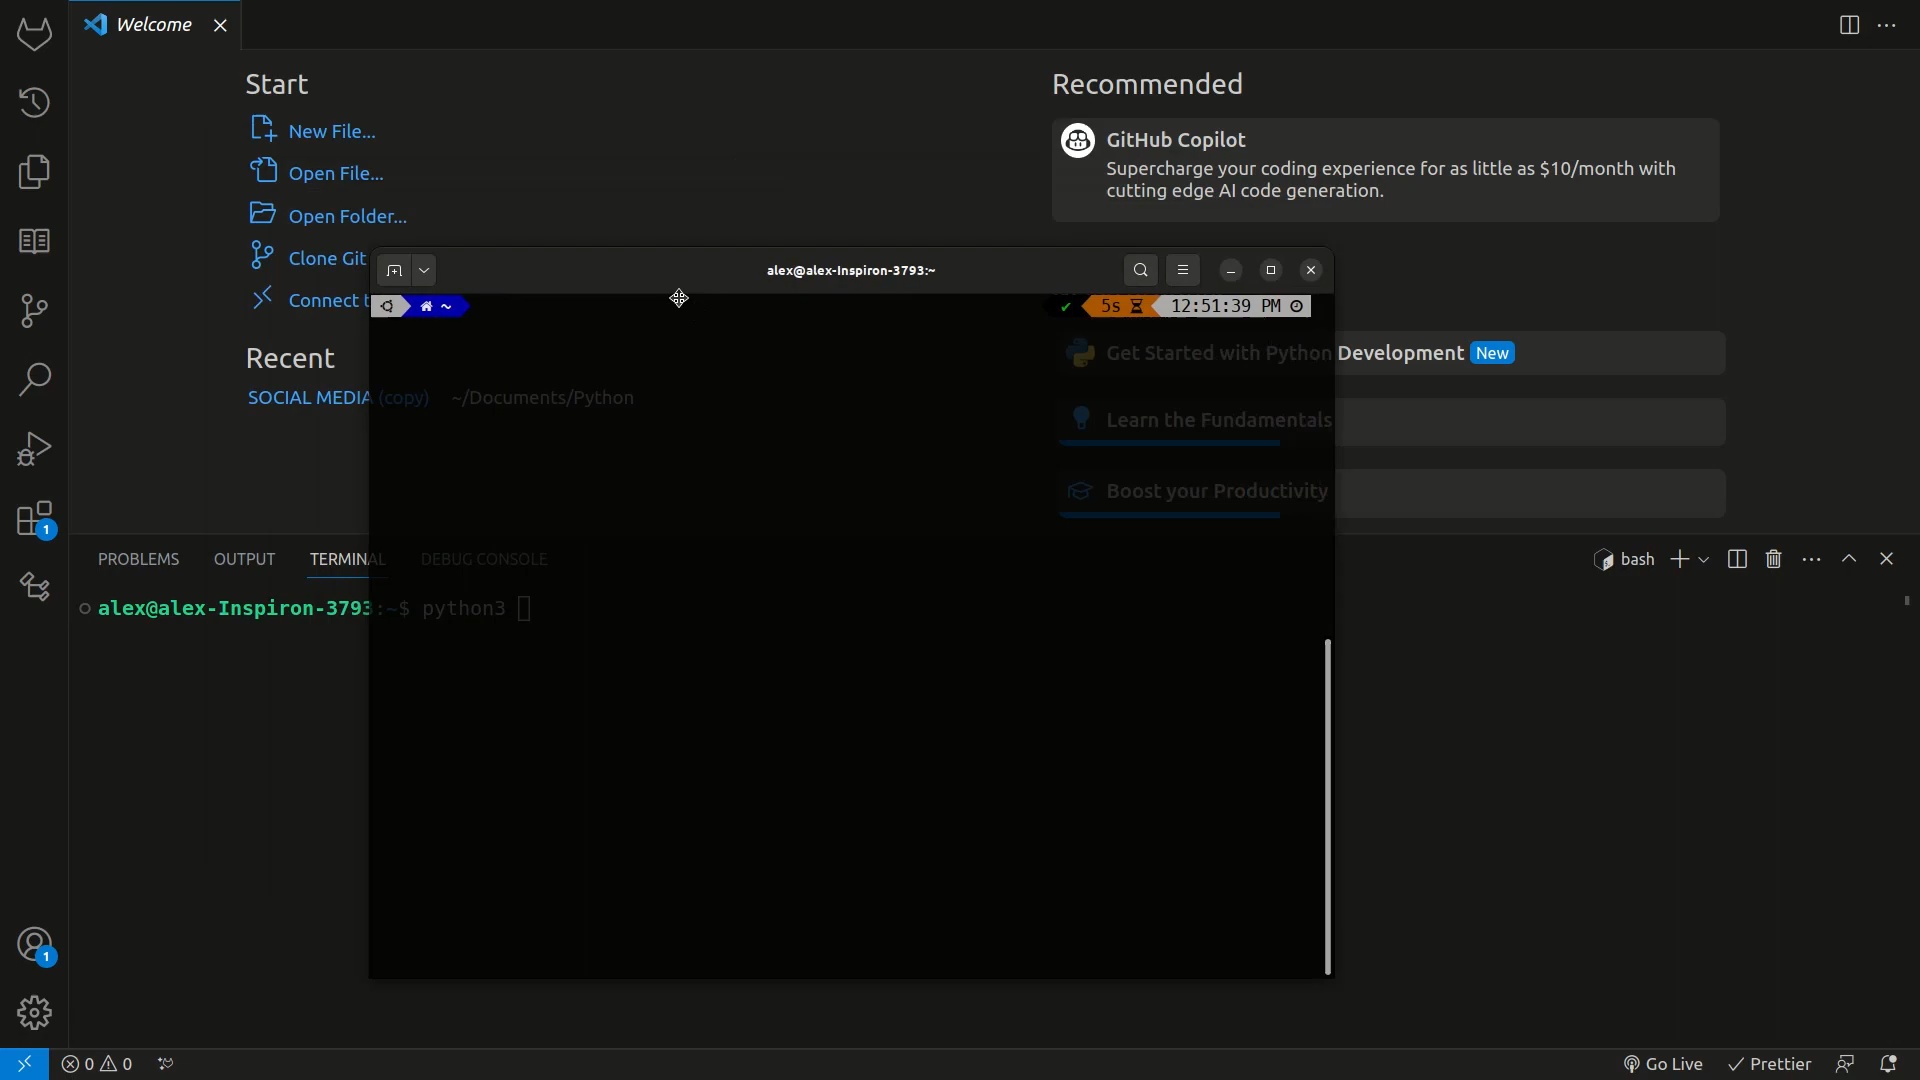 Welcome
Start
New File...
Open File...
Open Folder...
Clone Git
Connect t
Recent
SOCIAL MEDIA (copy) ~/Documents/Python
Recommended
GitHub Copilot
Supercharge your coding experience for as little as $10/month with
cutting edge AI code generation.
alex@alex-Inspiron-3793:~
~
5s 12:51:39 PM
Get Started with Python Development New
Learn the Fundamentals
Boost your Productivity
PROBLEMS OUTPUT TERMINAL DEBUG CONSOLE
bash
alex@alex-Inspiron-3793:~$ python3
1
1
0 0
Go Live Prettier